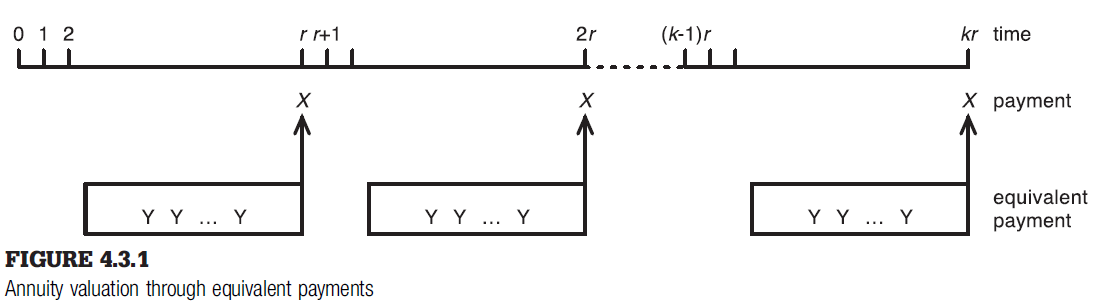 0 1 2 r r+1 2r (k-1)r kr time
X X X payment
Y Y ... Y Y Y ... Y Y Y ... Y equivalent
payment
FIGURE 4.3.1
Annuity valuation through equivalent payments